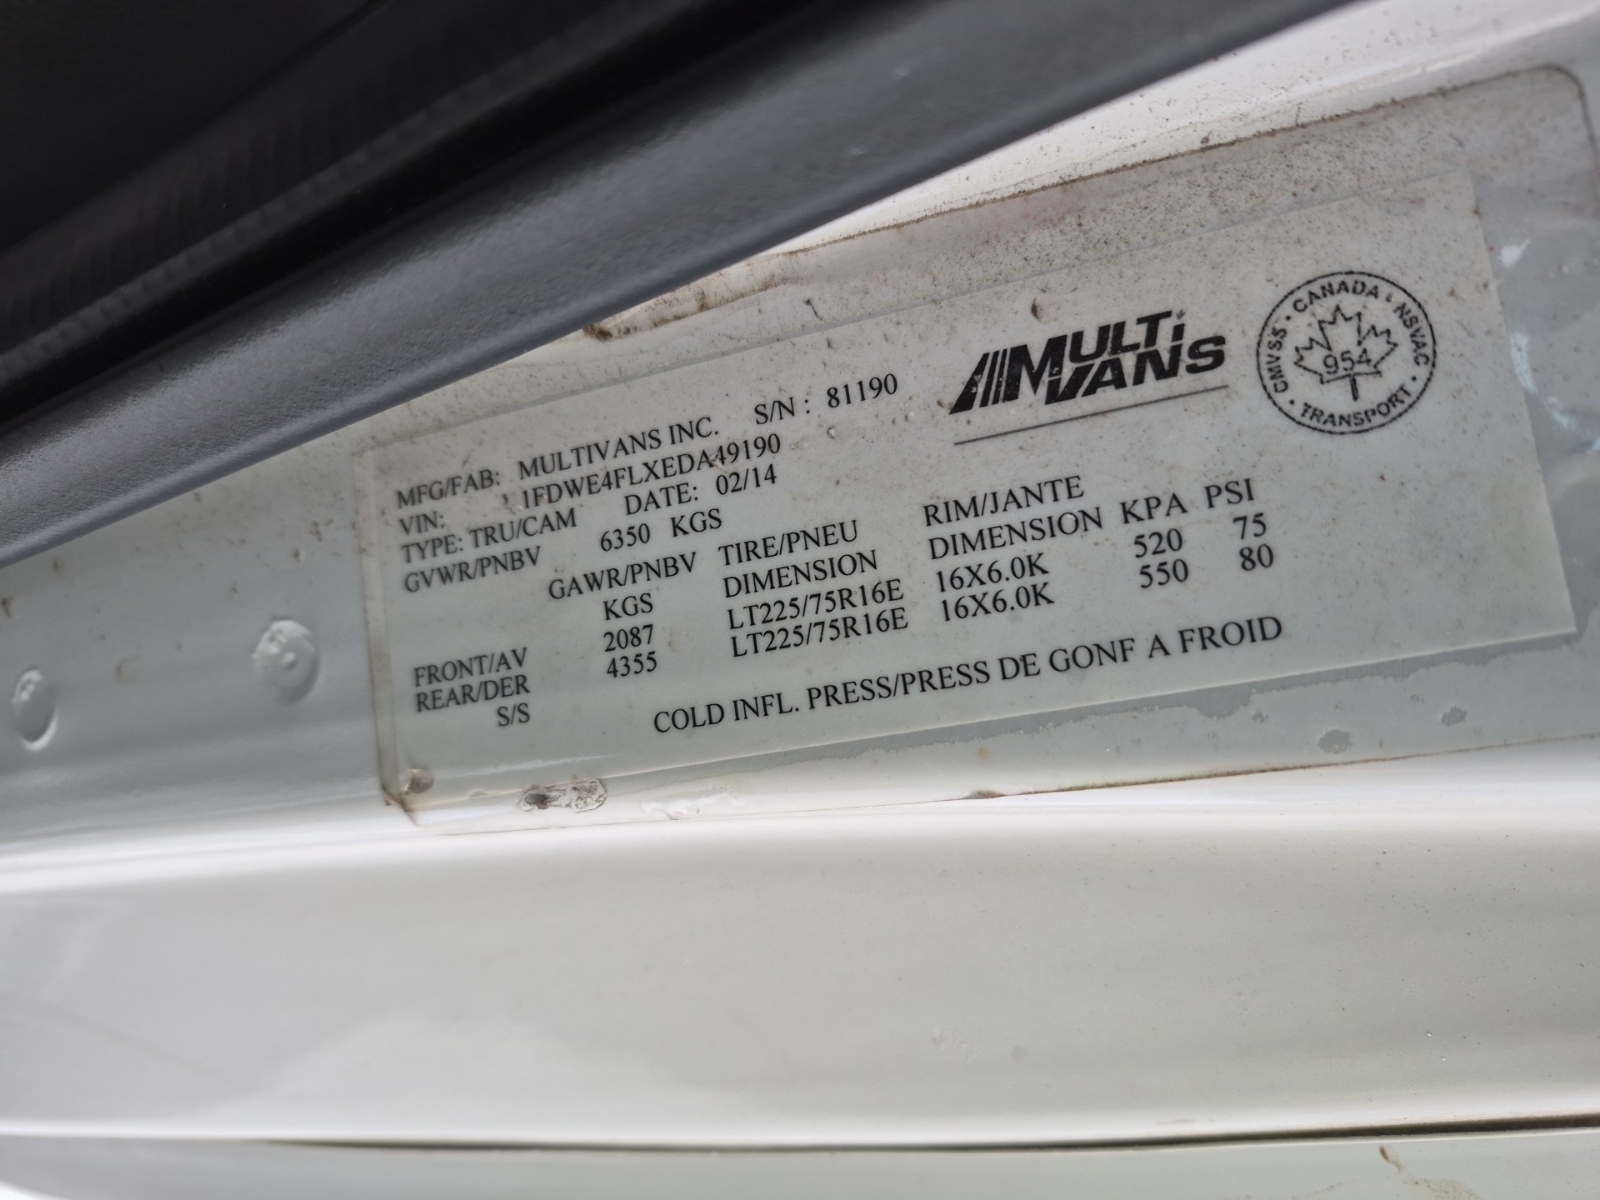 MFG/FAB: MULTIVANS INC. S/N : 81190
VIN: 1FDWE4FLXEDA49190
TYPE: TRU/CAM DATE: 02/14
GVWR/PNBV 6350 KGS
GAWR/PNBV TIRE/PNEU RIM/JANTE
KGS DIMENSION DIMENSION KPA PSI
FRONT/AV 2087 LT225/75R16E 16X6.0K 520 75
REAR/DER 4355 LT225/75R16E 16X6.0K 550 80
S/S
COLD INFL. PRESS/PRESS DE GONF A FROID
MULTI
VANS
CMVSS · CANADA · NSVAC · TRANSPORT ·
954